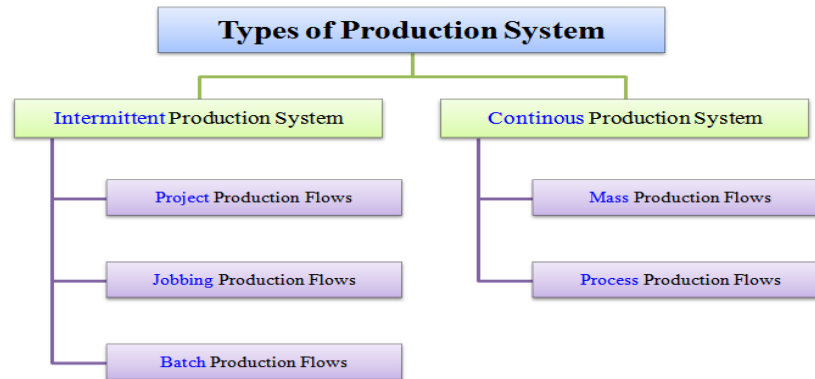 Types of Production System
Intermittent Production System
Continous Production System
Project Production Flows
Mass Production Flows
Jobbing Production Flows
Process Production Flows
Batch Production Flows